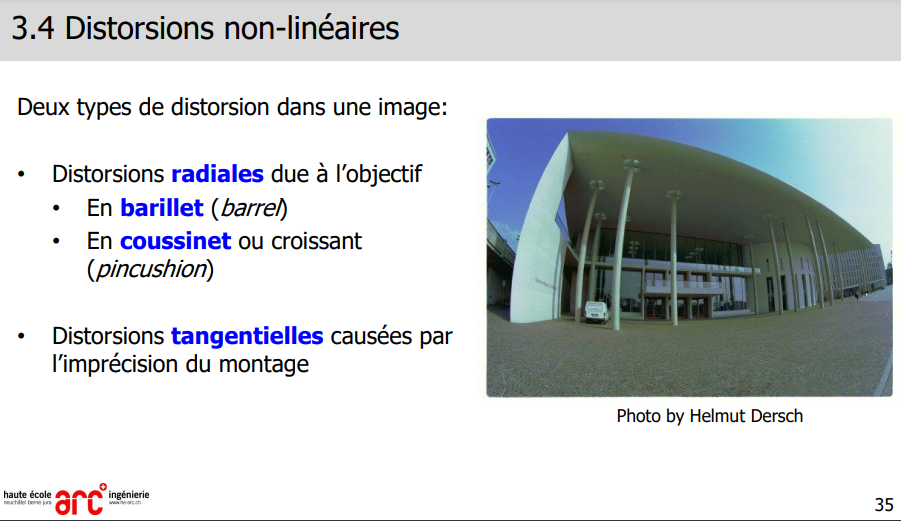 3.4 Distorsions non-linéaires
Deux types de distorsion dans une image:
• Distorsions radiales due à l'objectif
• En barillet (barrel)
• En coussinet ou croissant
(pincushion)
• Distorsions tangentielles causées par
l'imprécision du montage
Photo by Helmut Dersch
haute école
neuchâtel berne jura
arc
ingénierie
www.he-arc.ch
35